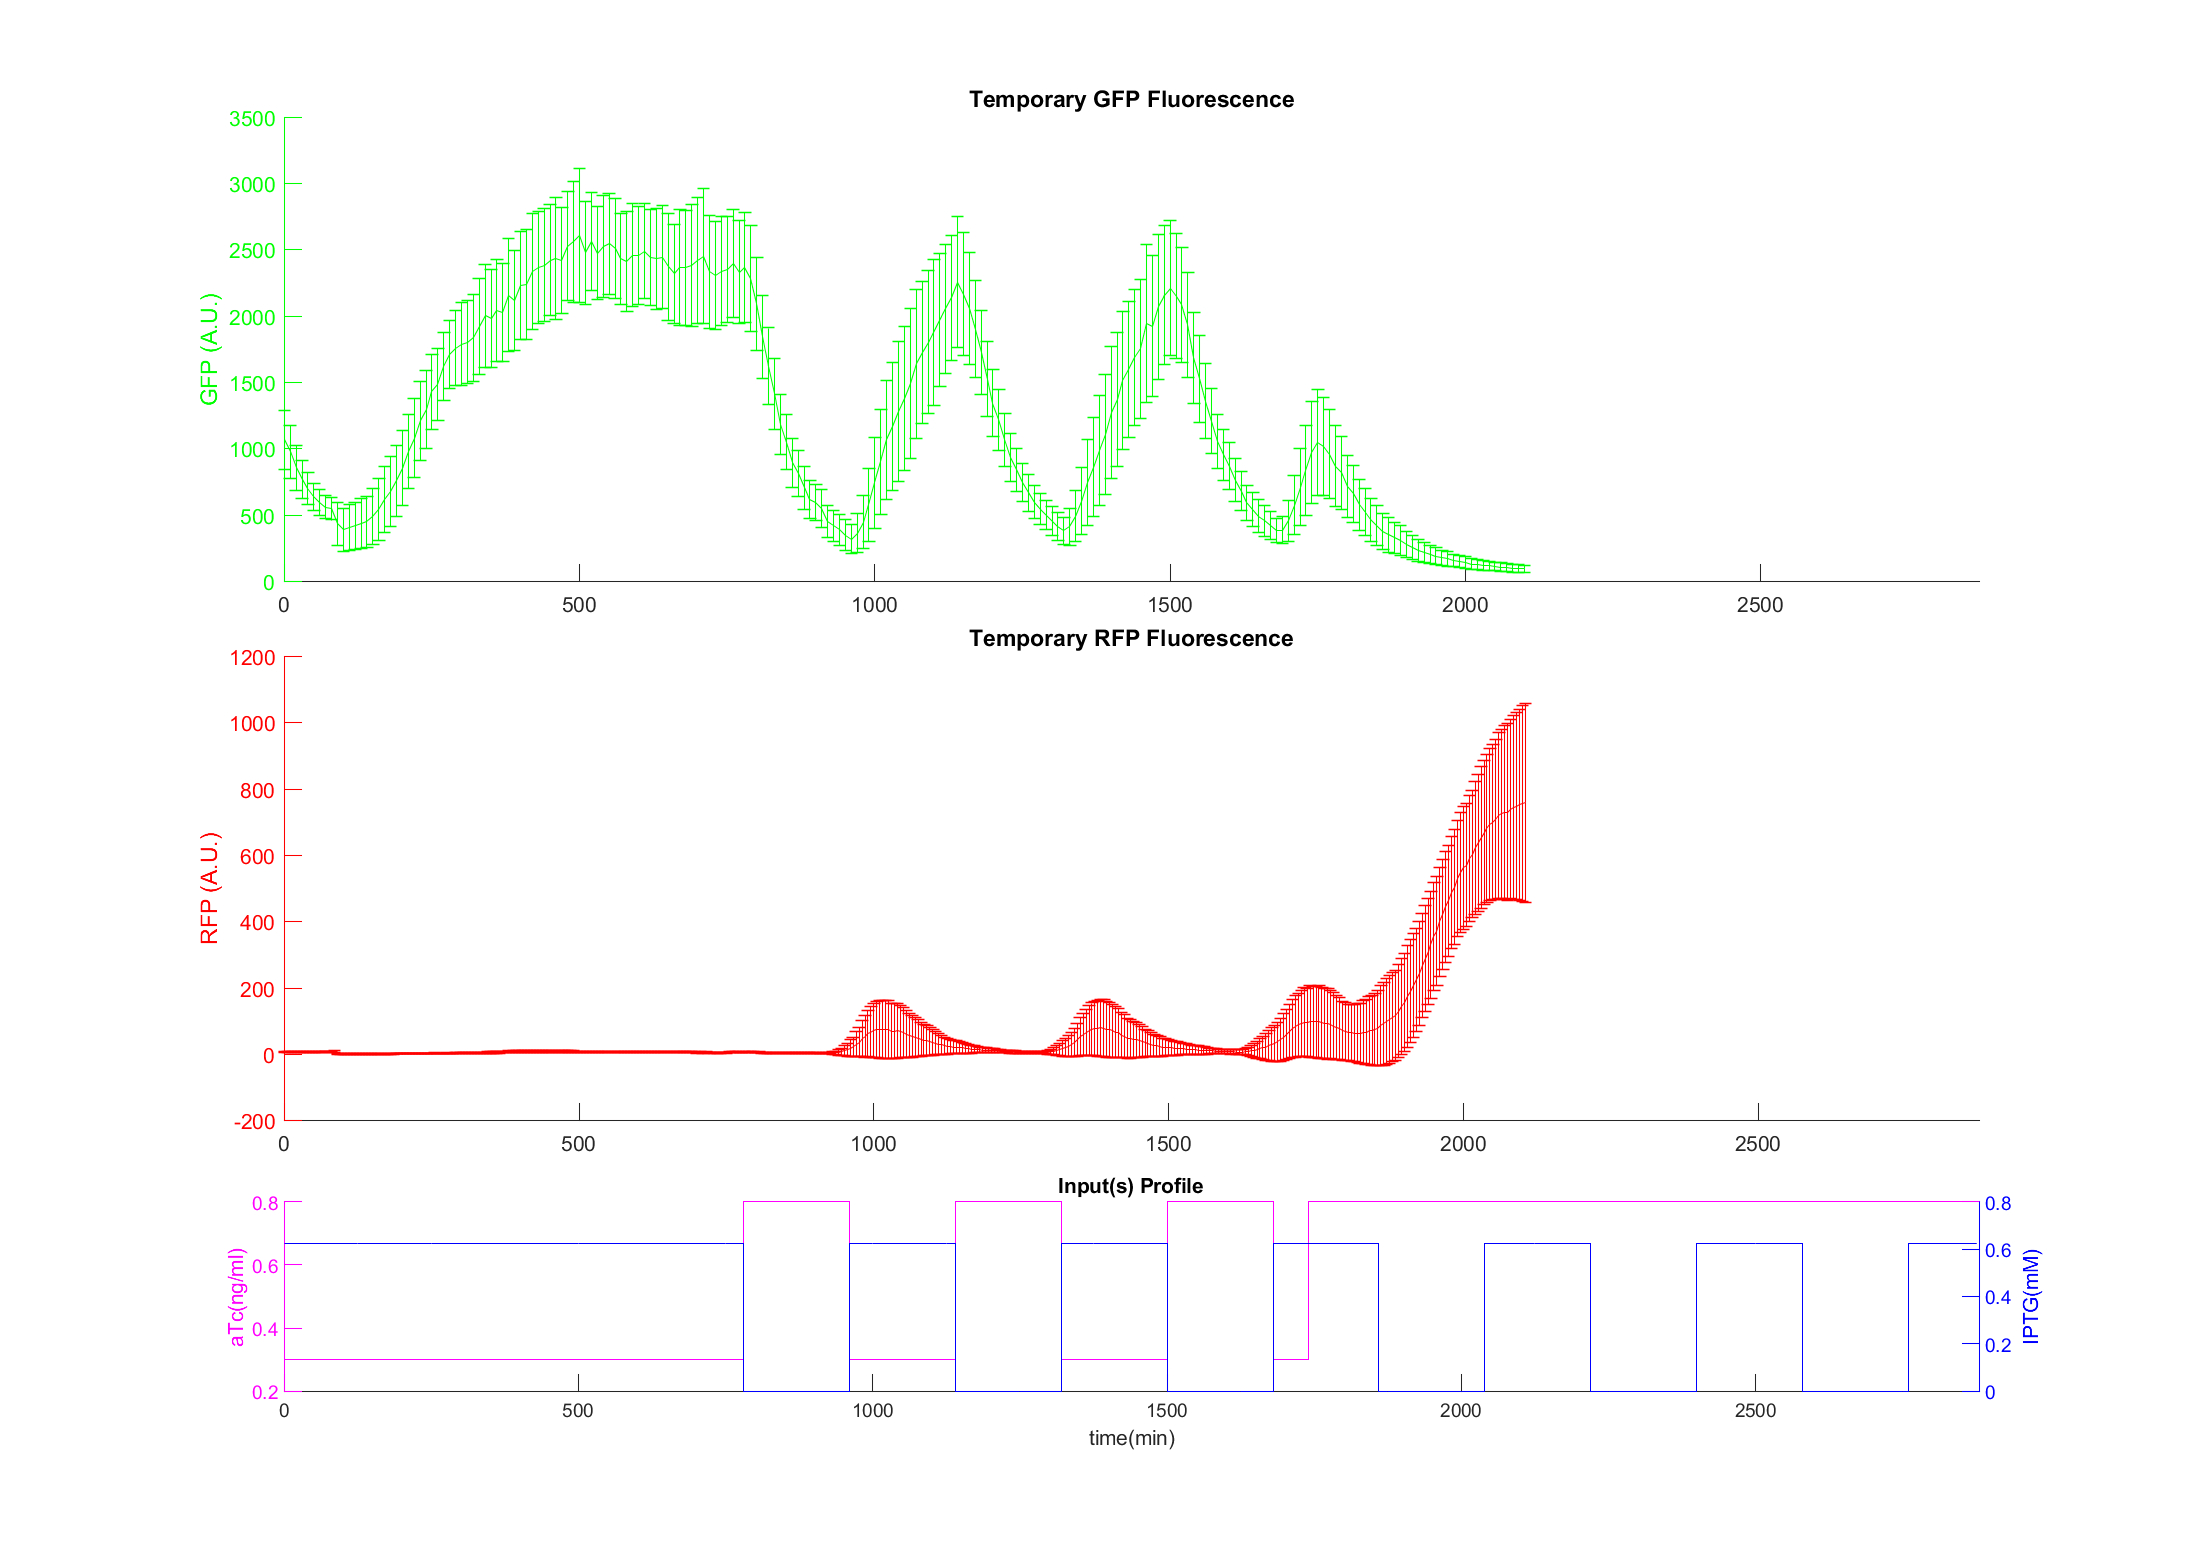 Temporary GFP Fluorescence
GFP (A.U.)
3500
3000
2500
2000
1500
1000
500
0
0 500 1000 1500 2000 2500
Temporary RFP Fluorescence
RFP (A.U.)
1200
1000
800
600
400
200
0
-200
0 500 1000 1500 2000 2500
Input(s) Profile
aTc(ng/ml)
0.8
0.6
0.4
0.2
0.8
0.6
0.4
0.2
0
IPTG(mM)
0 500 1000 1500 2000 2500
time(min)